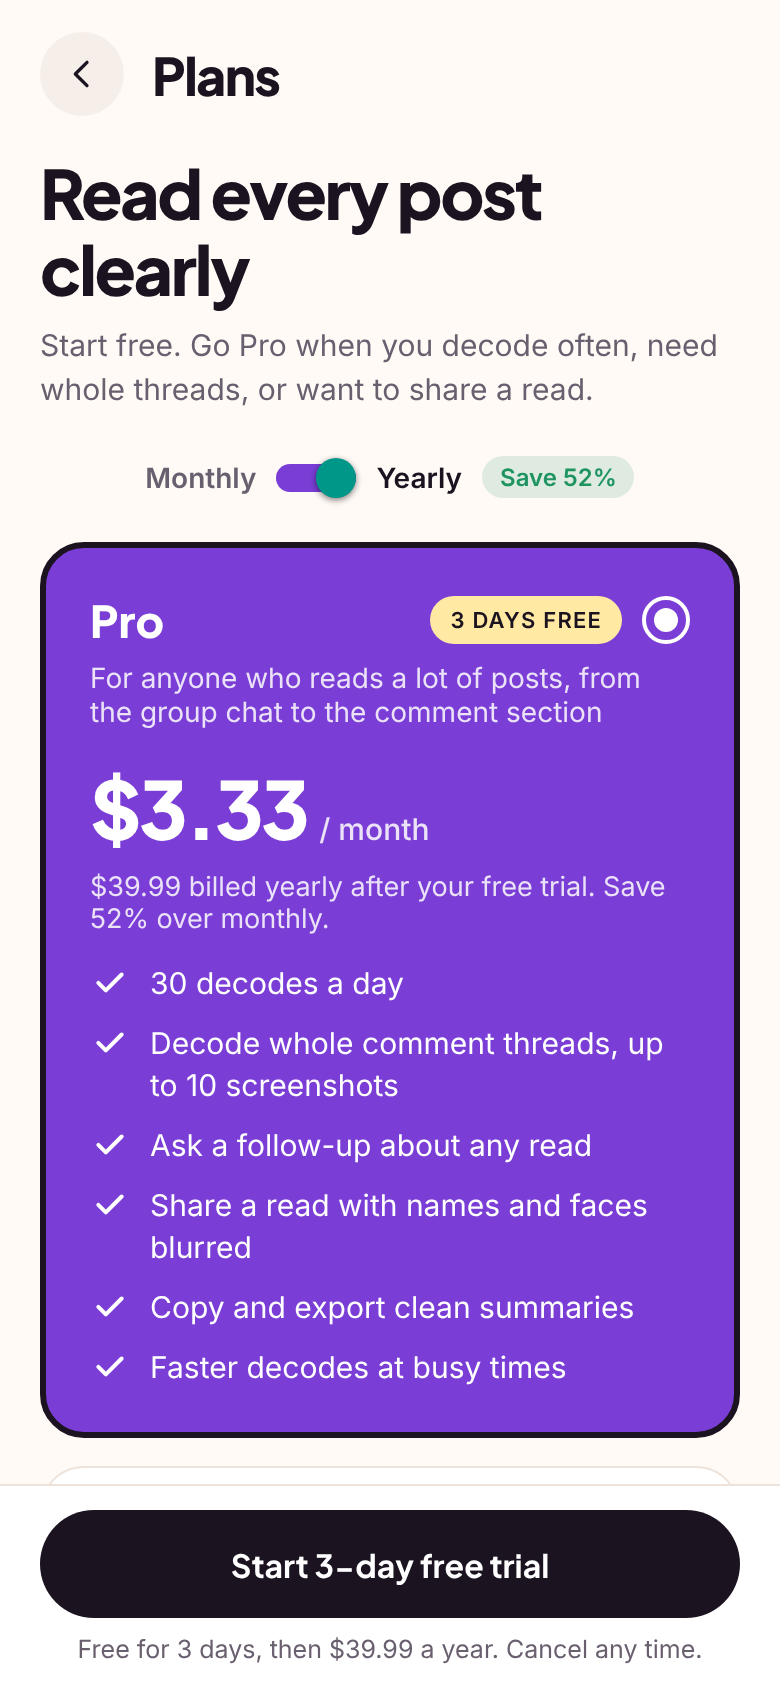 Plans
Read every post
clearly
Start free. Go Pro when you decode often, need
whole threads, or want to share a read.
Monthly Yearly Save 52%
Pro 3 DAYS FREE
For anyone who reads a lot of posts, from
the group chat to the comment section
$3.33 / month
$39.99 billed yearly after your free trial. Save
52% over monthly.
30 decodes a day
Decode whole comment threads, up
to 10 screenshots
Ask a follow-up about any read
Share a read with names and faces
blurred
Copy and export clean summaries
Faster decodes at busy times
Start 3-day free trial
Free for 3 days, then $39.99 a year. Cancel any time.